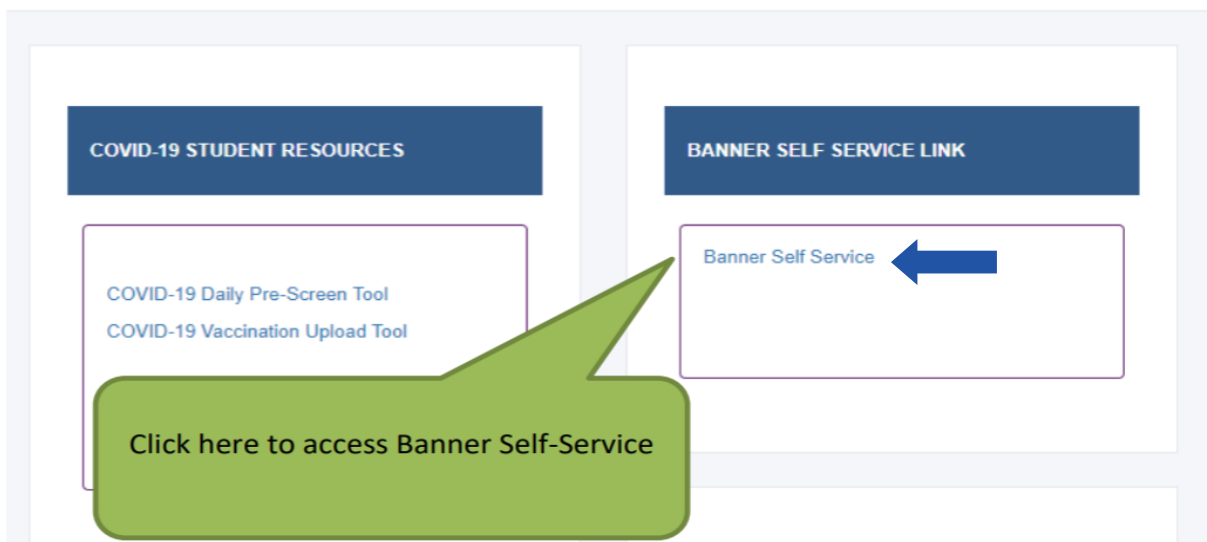 COVID-19 STUDENT RESOURCES
COVID-19 Daily Pre-Screen Tool
COVID-19 Vaccination Upload Tool
BANNER SELF SERVICE LINK
Banner Self Service
Click here to access Banner Self-Service